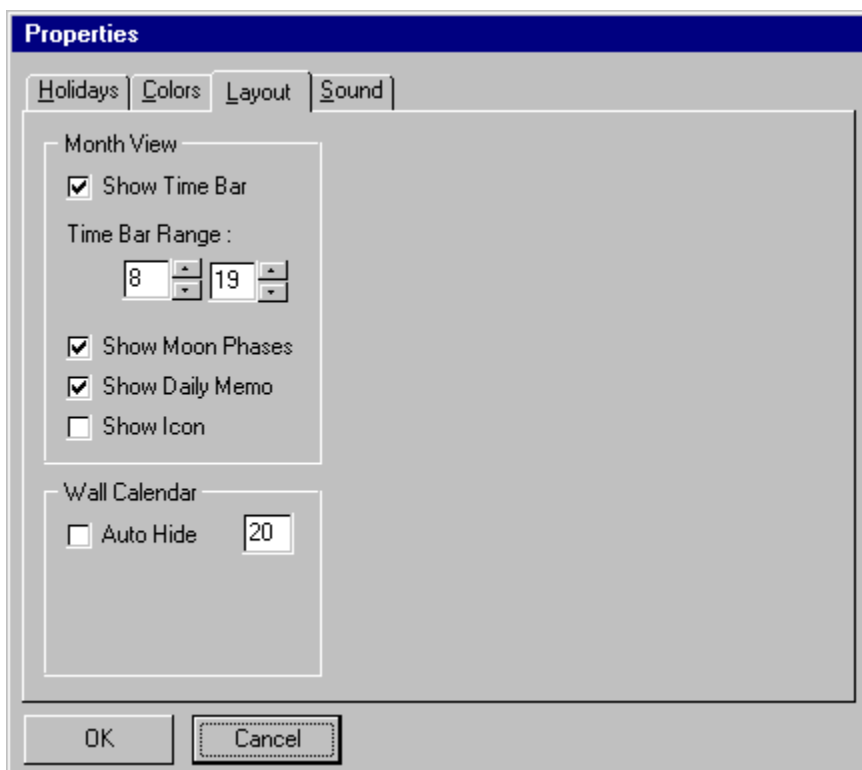 Properties
Holidays Colors Layout Sound
Month View
Show Time Bar
Time Bar Range :
8 19
Show Moon Phases
Show Daily Memo
Show Icon
Wall Calendar
Auto Hide 20
OK Cancel